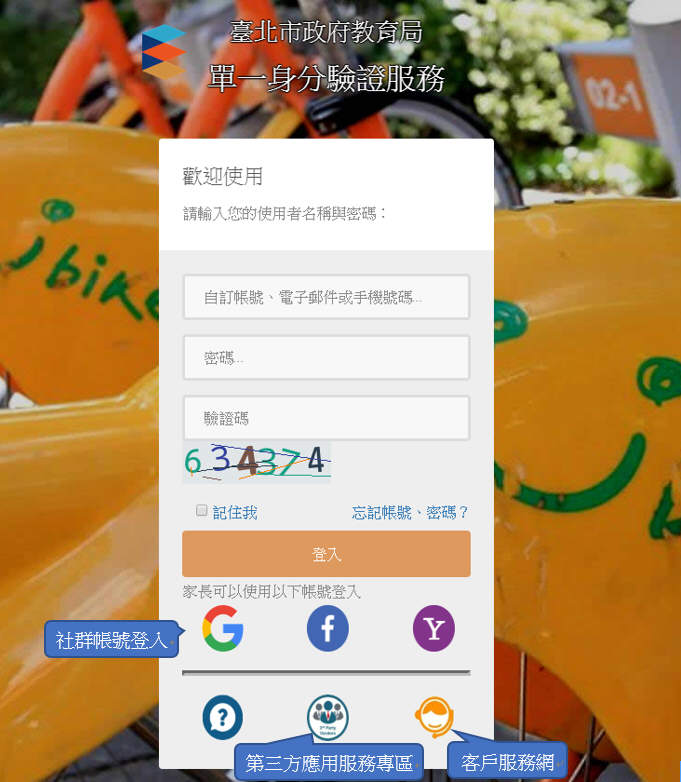 臺北市政府教育局
單一身分驗證服務
02-1
歡迎使用
請輸入您的使用者名稱與密碼：
jbike
自訂帳號、電子郵件或手機號碼...
密碼...
驗證碼
634374
記住我
忘記帳號、密碼？
登入
家長可以使用以下帳號登入
社群帳號登入
第三方應用服務專區
客戶服務網